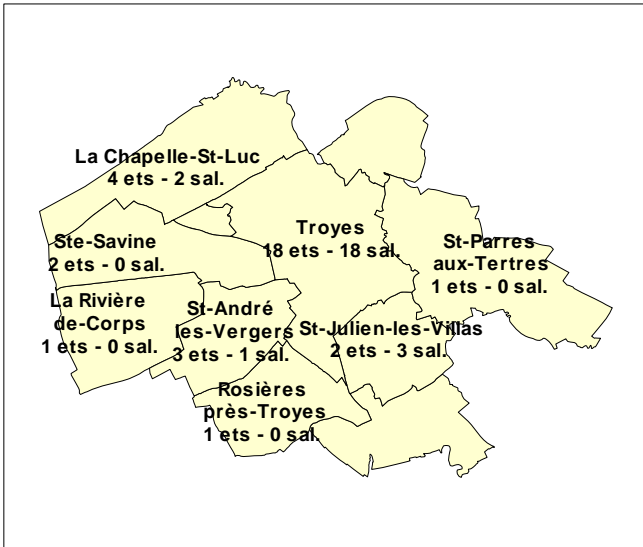 La Chapelle-St-Luc
4 ets - 2 sal.
Troyes
18 ets - 18 sal.
Ste-Savine
2 ets - 0 sal.
St-Parres
aux-Tertres
1 ets - 0 sal.
La Rivière
de-Corps
1 ets - 0 sal.
St-André
les-Vergers
3 ets - 1 sal.
St-Julien-les-Villas
2 ets - 3 sal.
Rosières
près-Troyes
1 ets - 0 sal.